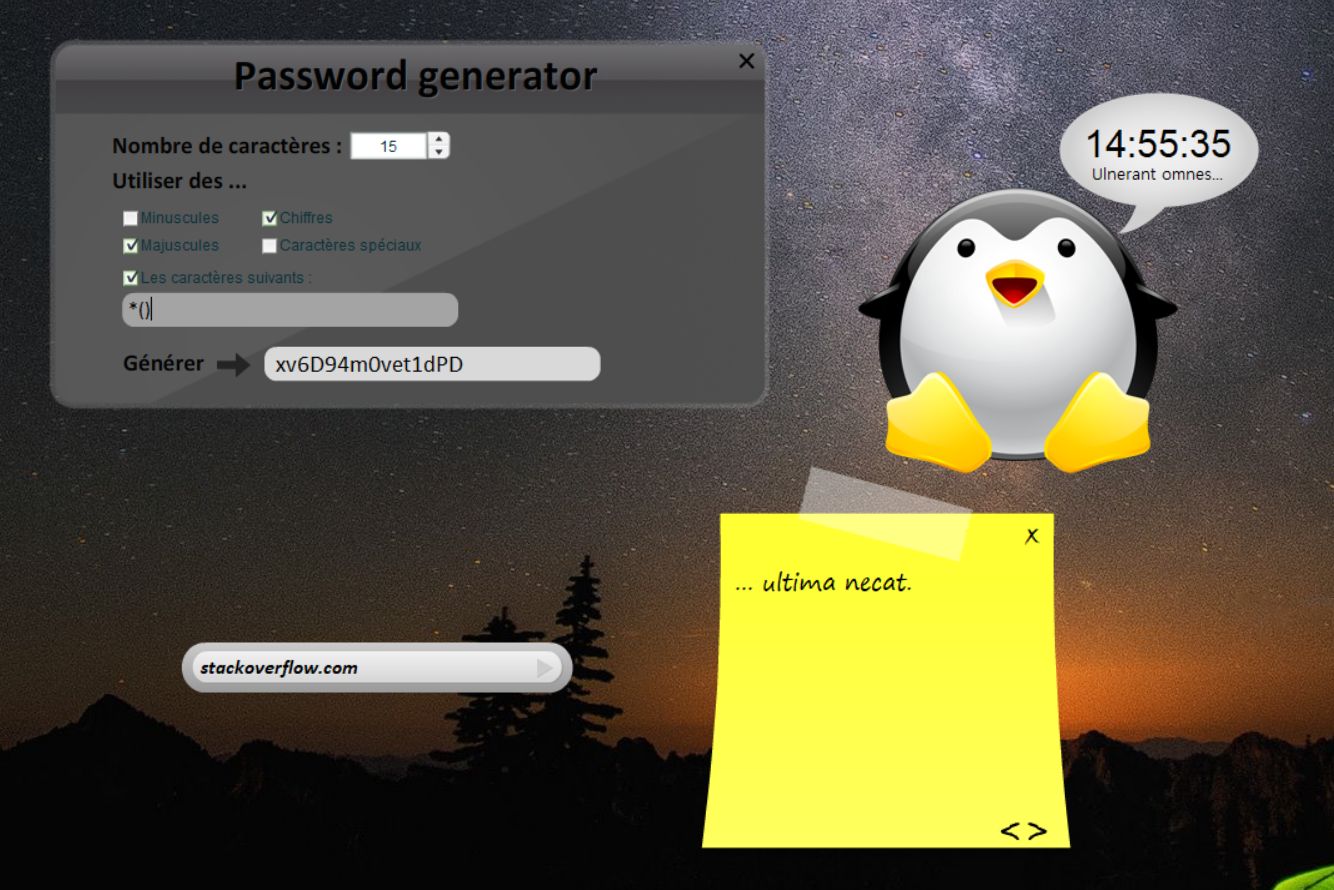 Password generator
Nombre de caractères : 15
Utiliser des ...
Minuscules Chiffres
Majuscules Caractères spéciaux
Les caractères suivants :
*()
Générer xv6D94m0vet1dPD
14:55:35
Ulnerant omnes...
X
... ultima necat.
< >
stackoverflow.com